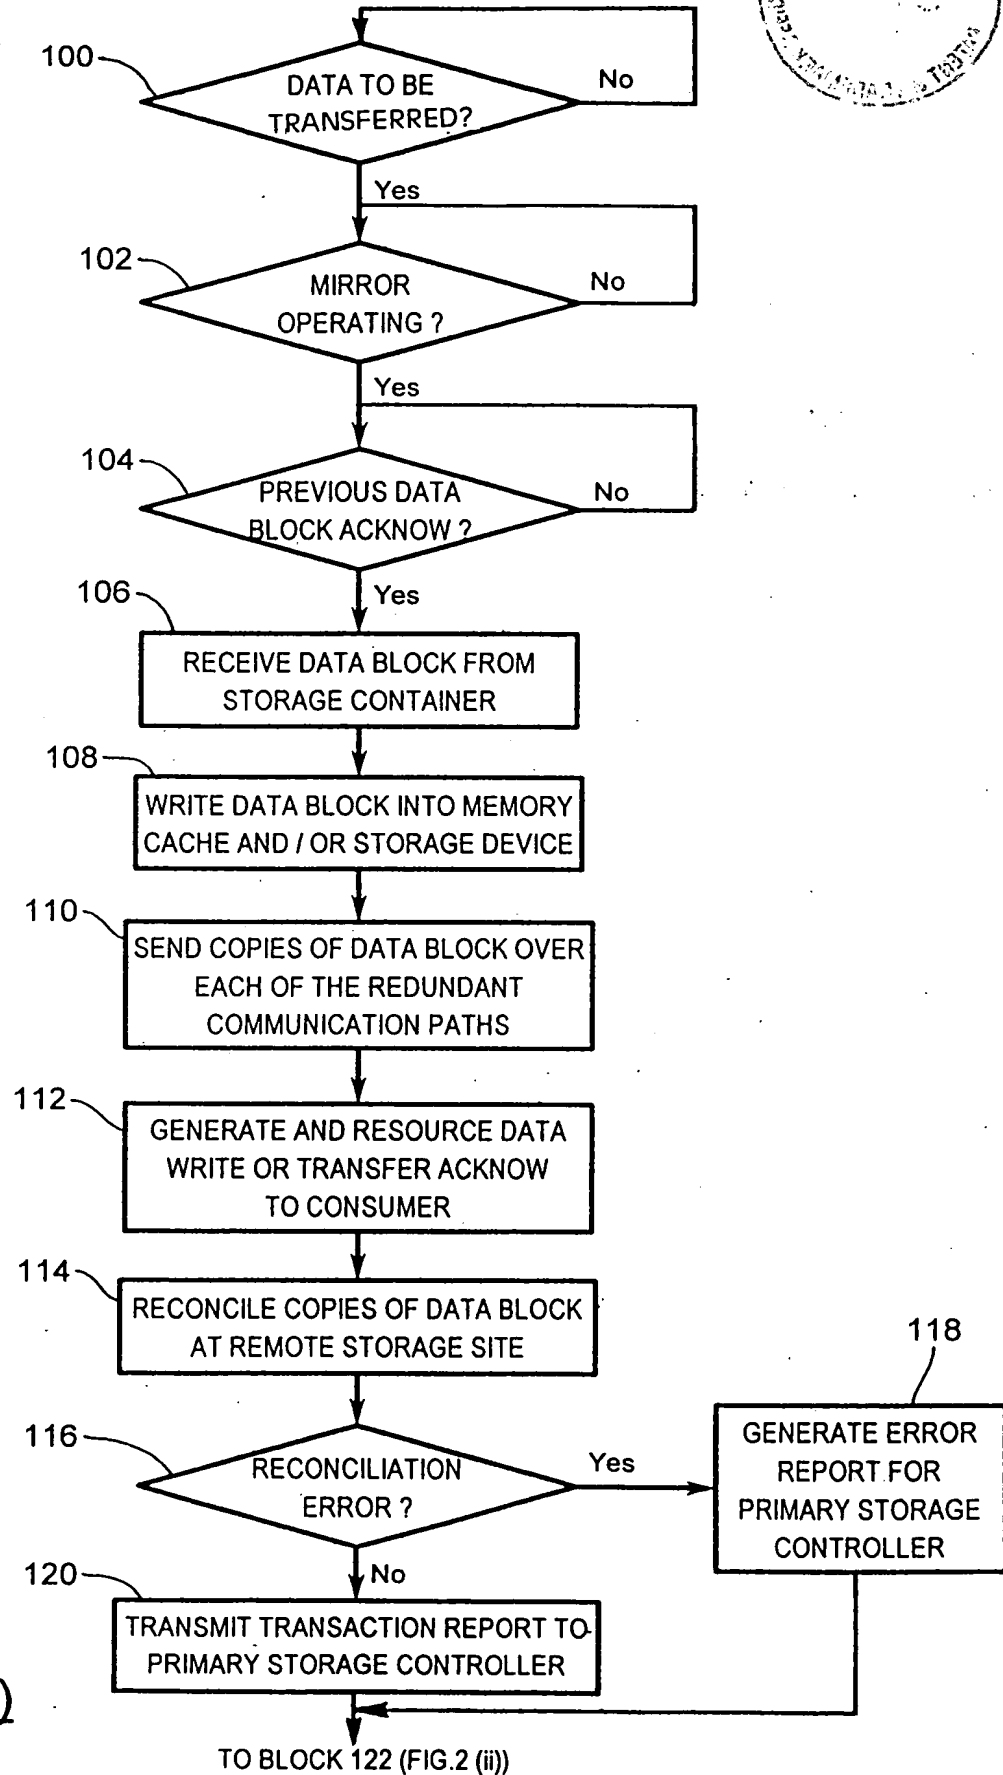 100
DATA TO BE
TRANSFERRED?
No
Yes
102
MIRROR
OPERATING ?
No
Yes
104
PREVIOUS DATA
BLOCK ACKNOW ?
No
Yes
106
RECEIVE DATA BLOCK FROM
STORAGE CONTAINER
108
WRITE DATA BLOCK INTO MEMORY
CACHE AND / OR STORAGE DEVICE
110
SEND COPIES OF DATA BLOCK OVER
EACH OF THE REDUNDANT
COMMUNICATION PATHS
112
GENERATE AND RESOURCE DATA
WRITE OR TRANSFER ACKNOW
TO CONSUMER
114
RECONCILE COPIES OF DATA BLOCK
AT REMOTE STORAGE SITE
116
RECONCILIATION
ERROR ?
Yes
118
GENERATE ERROR
REPORT FOR
PRIMARY STORAGE
CONTROLLER
No
120
TRANSMIT TRANSACTION REPORT TO
PRIMARY STORAGE CONTROLLER
TO BLOCK 122 (FIG.2 (ii))